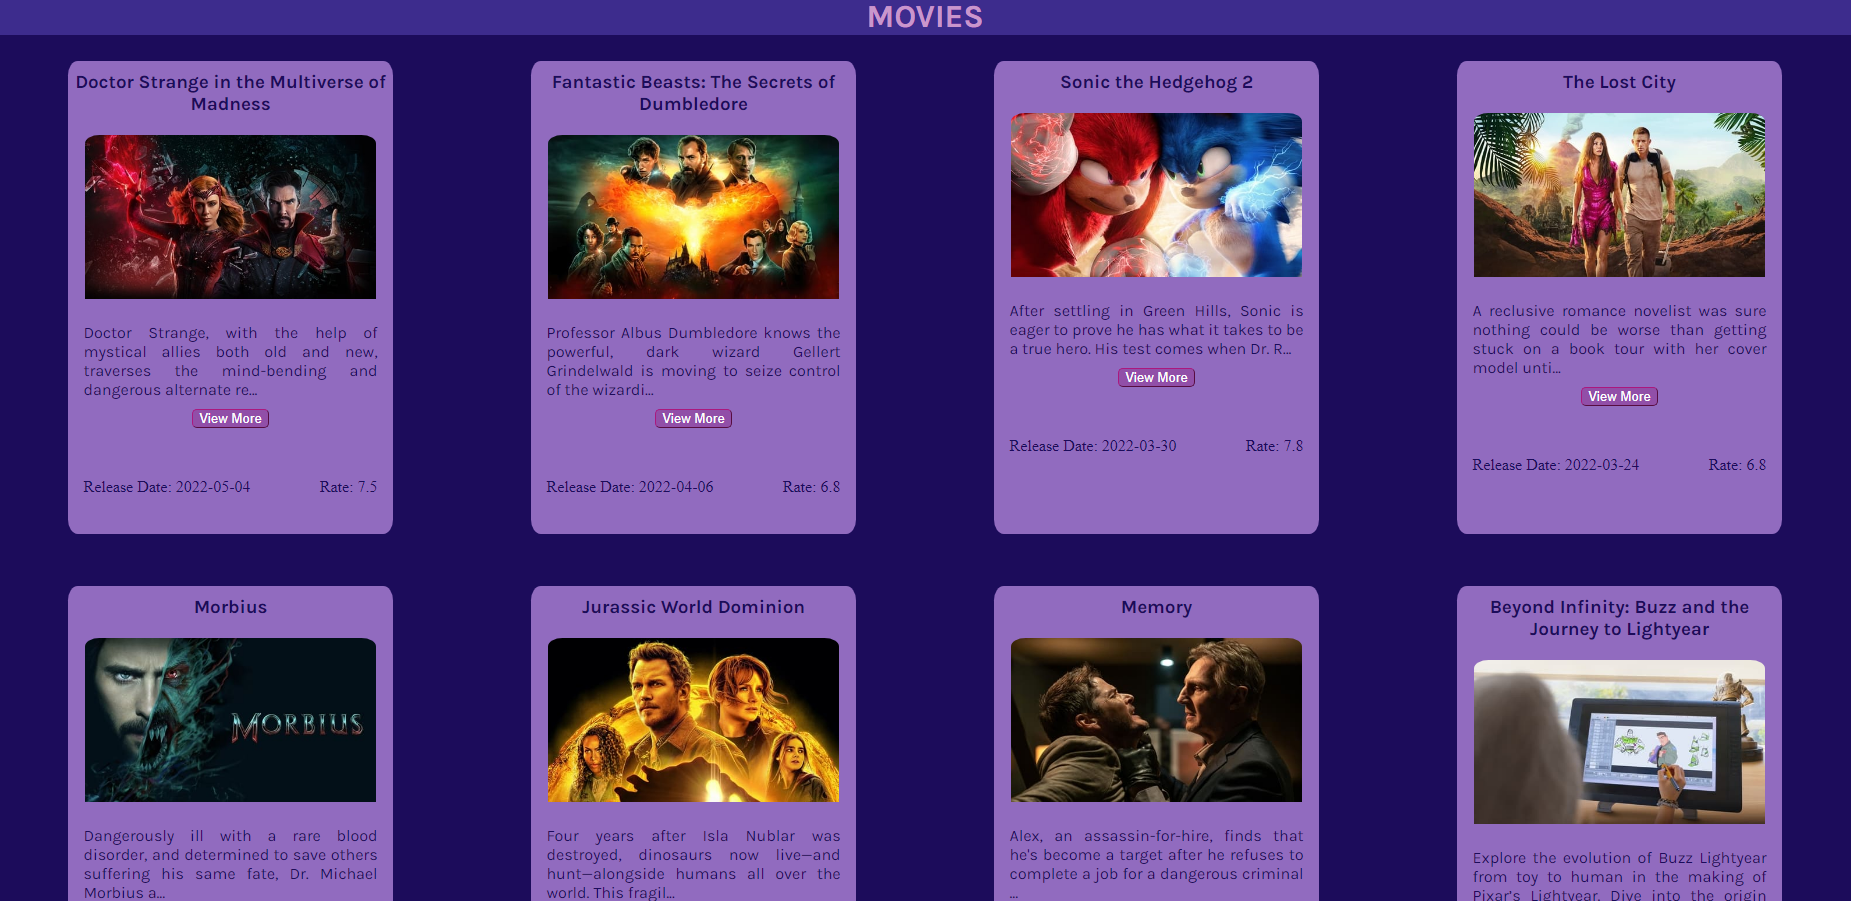 MOVIES
Doctor Strange in the Multiverse of
Madness
Doctor Strange, with the help of
mystical allies both old and new,
traverses the mind-bending and
dangerous alternate re...
View More
Release Date: 2022-05-04 Rate: 7.5
Fantastic Beasts: The Secrets of
Dumbledore
Professor Albus Dumbledore knows the
powerful, dark wizard Gellert
Grindelwald is moving to seize control
of the wizardi...
View More
Release Date: 2022-04-06 Rate: 6.8
Sonic the Hedgehog 2
After settling in Green Hills, Sonic is
eager to prove he has what it takes to be
a true hero. His test comes when Dr. R...
View More
Release Date: 2022-03-30 Rate: 7.8
The Lost City
A reclusive romance novelist was sure
nothing could be worse than getting
stuck on a book tour with her cover
model unti...
View More
Release Date: 2022-03-24 Rate: 6.8
Morbius
MORBIUS
Dangerously ill with a rare blood
disorder, and determined to save others
suffering his same fate, Dr. Michael
Morbius a...
Jurassic World Dominion
Four years after Isla Nublar was
destroyed, dinosaurs now live—and
hunt—alongside humans all over the
world. This fragil...
Memory
Alex, an assassin-for-hire, finds that
he's become a target after he refuses to
complete a job for a dangerous criminal
...
Beyond Infinity: Buzz and the
Journey to Lightyear
Explore the evolution of Buzz Lightyear
from toy to human in the making of
Pixar's Lightyear. Dive into the origin